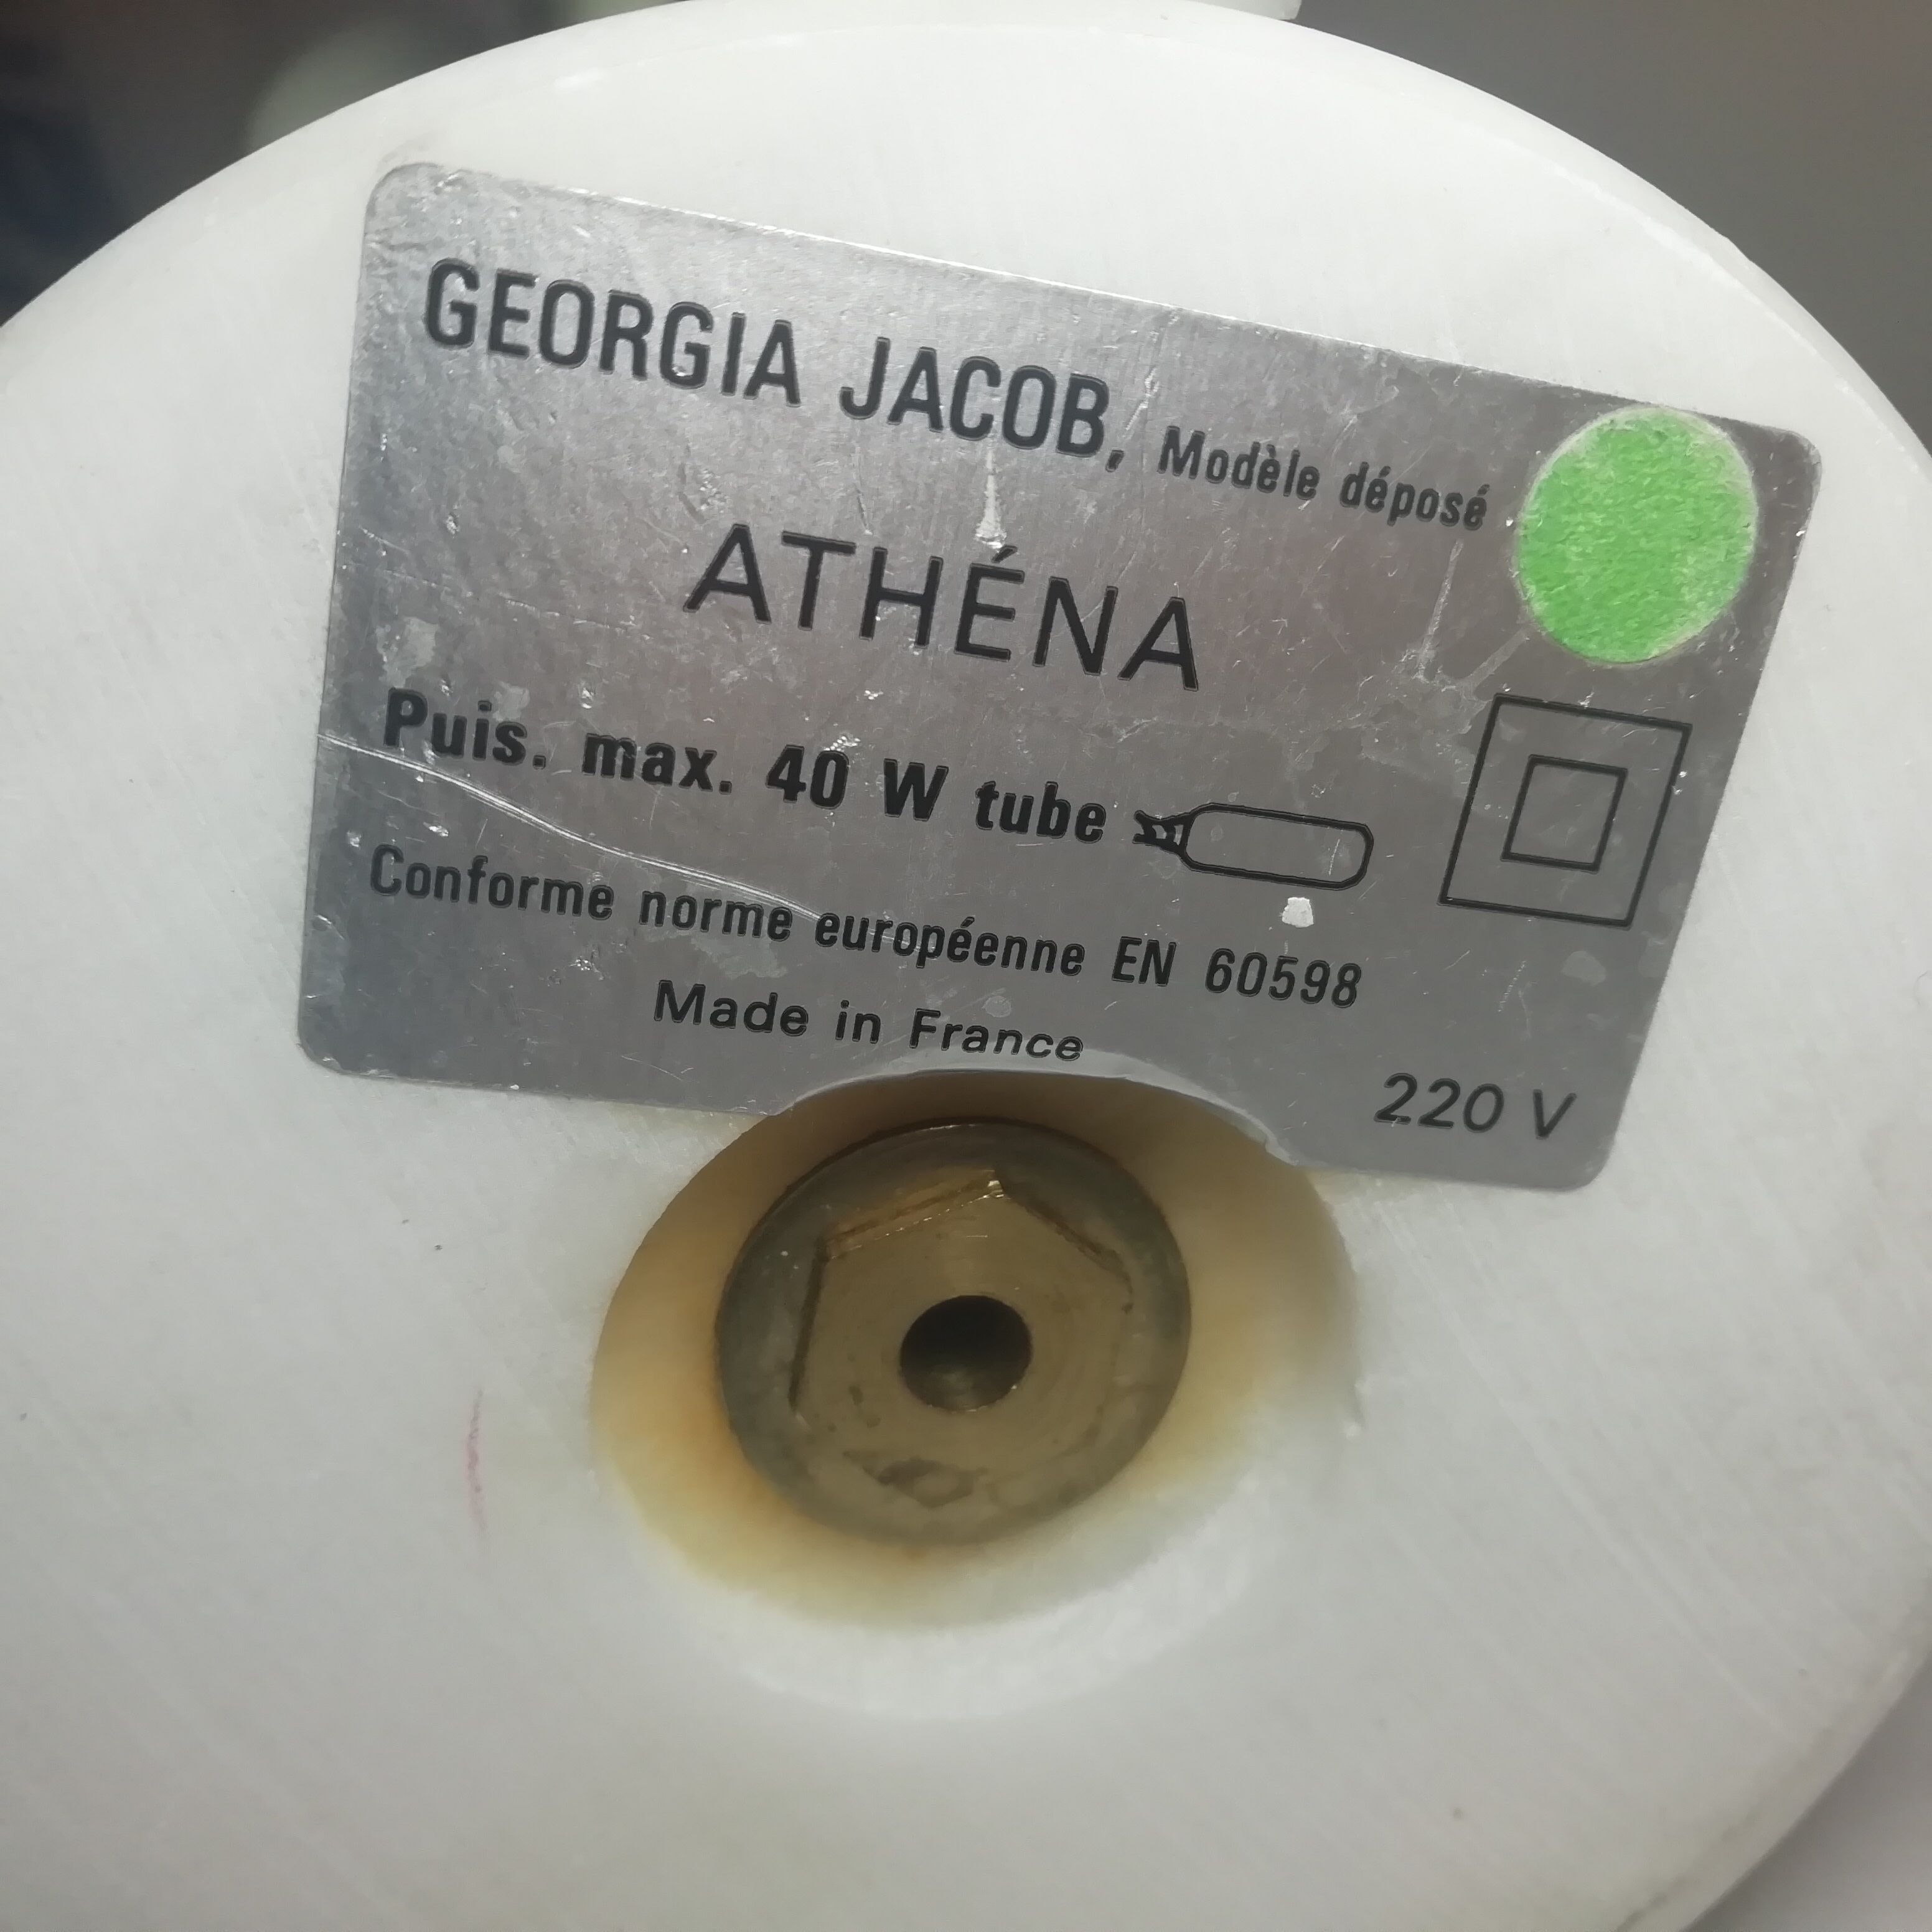 GEORGIA JACOB, Modèle déposé
ATHÉNA
Puis. max. 40 W tube
Conforme norme européenne EN 60598
Made in France
220 V